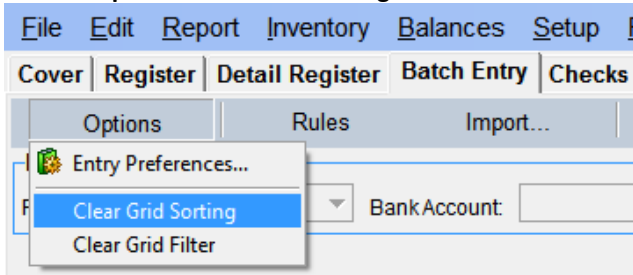 File Edit Report Inventory Balances Setup
Cover Register Detail Register Batch Entry Checks
Options Rules Import...
Entry Preferences...
Clear Grid Sorting Bank Account:
Clear Grid Filter